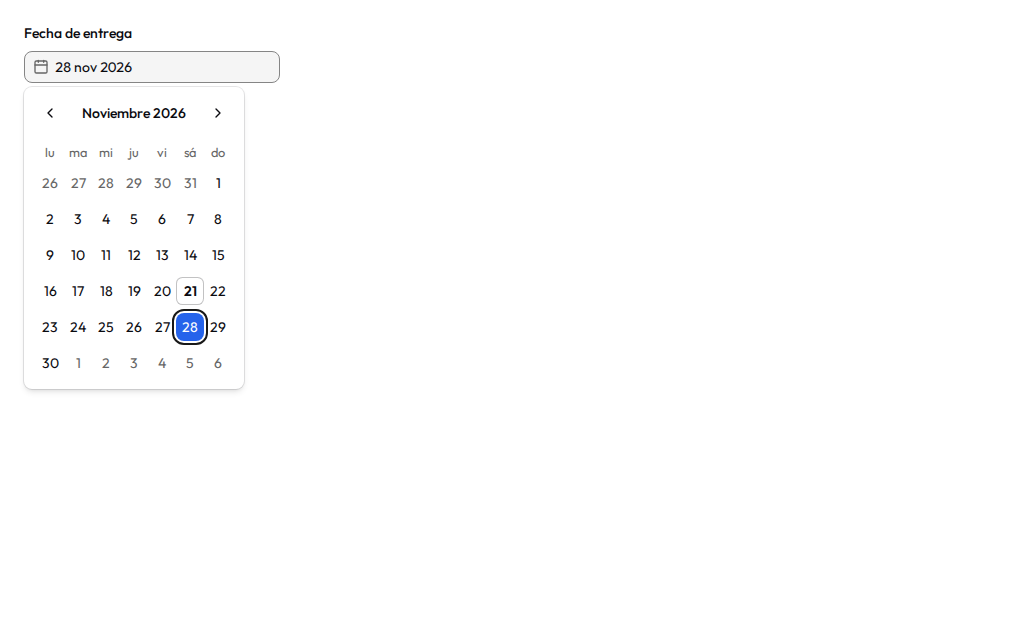 Fecha de entrega
28 nov 2026
Noviembre 2026
lu ma mi ju vi sá do
26 27 28 29 30 31 1
2 3 4 5 6 7 8
9 10 11 12 13 14 15
16 17 18 19 20 21 22
23 24 25 26 27 28 29
30 1 2 3 4 5 6